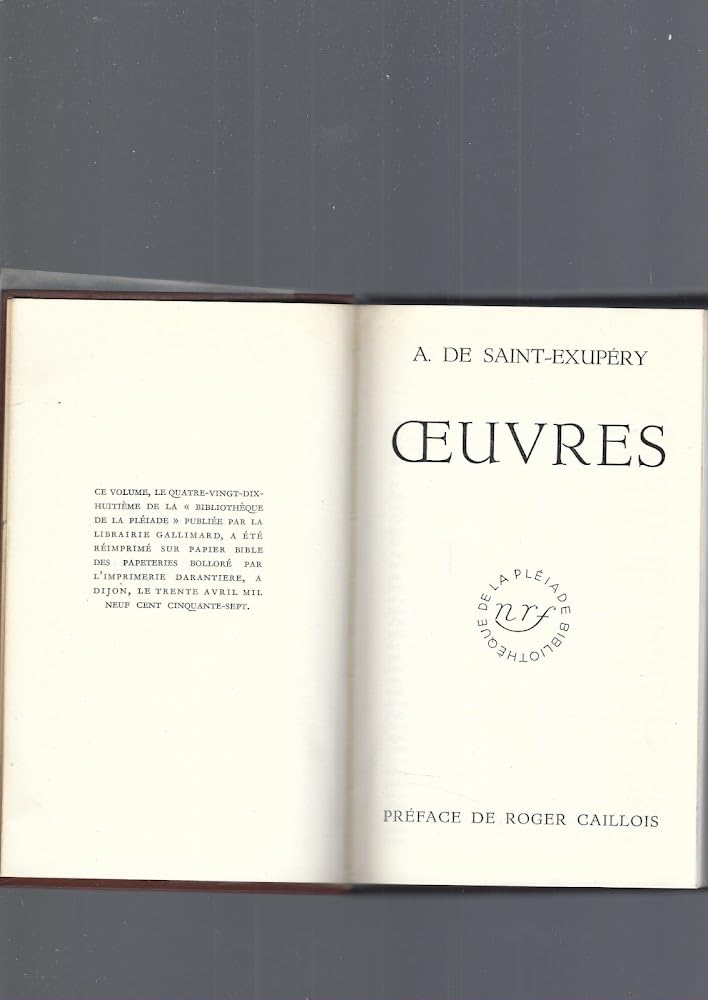 CE VOLUME, LE QUATRE-VINGT-DIX-
HUITIÈME DE LA « BIBLIOTHÈQUE
DE LA PLÉIADE » PUBLIÉE PAR LA
LIBRAIRIE GALLIMARD, A ÉTÉ
RÉIMPRIMÉ SUR PAPIER BIBLE
DES PAPETERIES BOLLORÉ PAR
L'IMPRIMERIE DARANTIERE, A
DIJON, LE TRENTE AVRIL MIL
NEUF CENT CINQUANTE-SEPT.
A. DE SAINT-EXUPÉRY
ŒUVRES
BIBLIOTHÈQUE DE LA PLÉIADE
nrf
PRÉFACE DE ROGER CAILLOIS